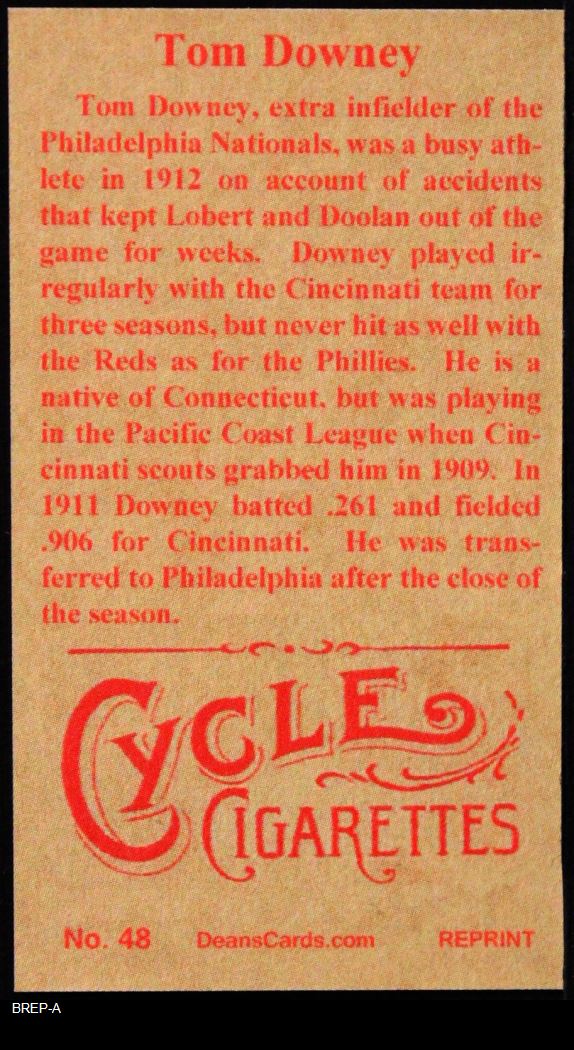 Tom Downey
Tom Downey, extra infielder of the
Philadelphia Nationals, was a busy ath-
lete in 1912 on account of accidents
that kept Lobert and Doolan out of the
game for weeks. Downey played ir-
regularly with the Cincinnati team for
three seasons, but never hit as well with
the Reds as for the Phillies. He is a
native of Connecticut, but was playing
in the Pacific Coast League when Cin-
cinnati scouts grabbed him in 1909. In
1911 Downey batted .261 and fielded
.906 for Cincinnati. He was trans-
ferred to Philadelphia after the close of
the season.
CYCLE
CIGARETTES
No. 48 DeansCards.com REPRINT
BREP-A